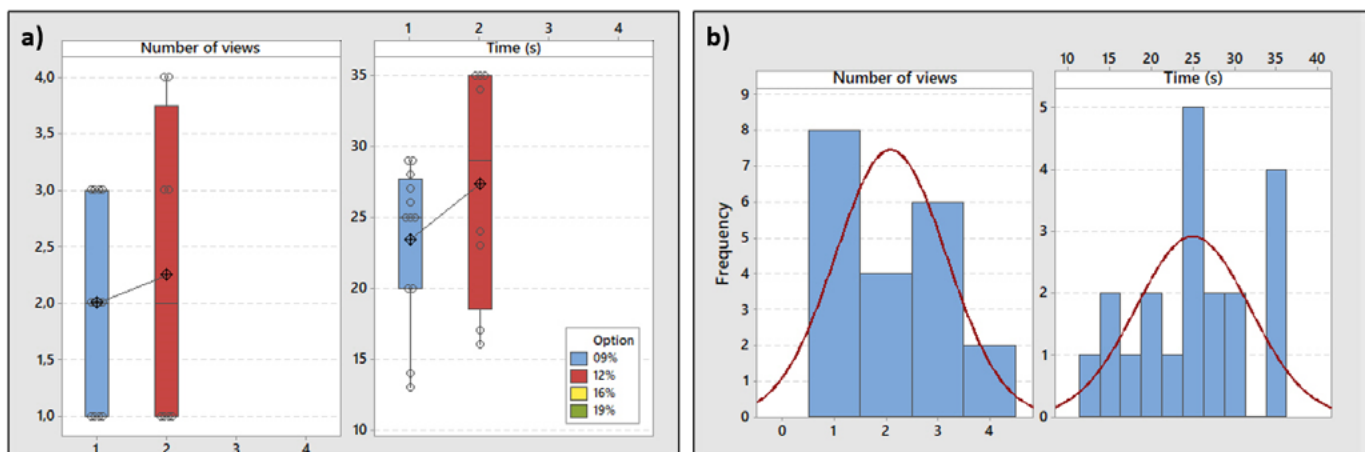 a)
1 2 3 4
Number of views
Time (s)
4,0
3,5
3,0
2,5
2,0
1,5
1,0
35
30
25
20
15
10
Option
09%
12%
16%
19%
1 2 3 4
b)
10 15 20 25 30 35 40
Number of views
Time (s)
Frequency
9
8
7
6
5
4
3
2
1
0
5
4
3
2
1
0
0 1 2 3 4